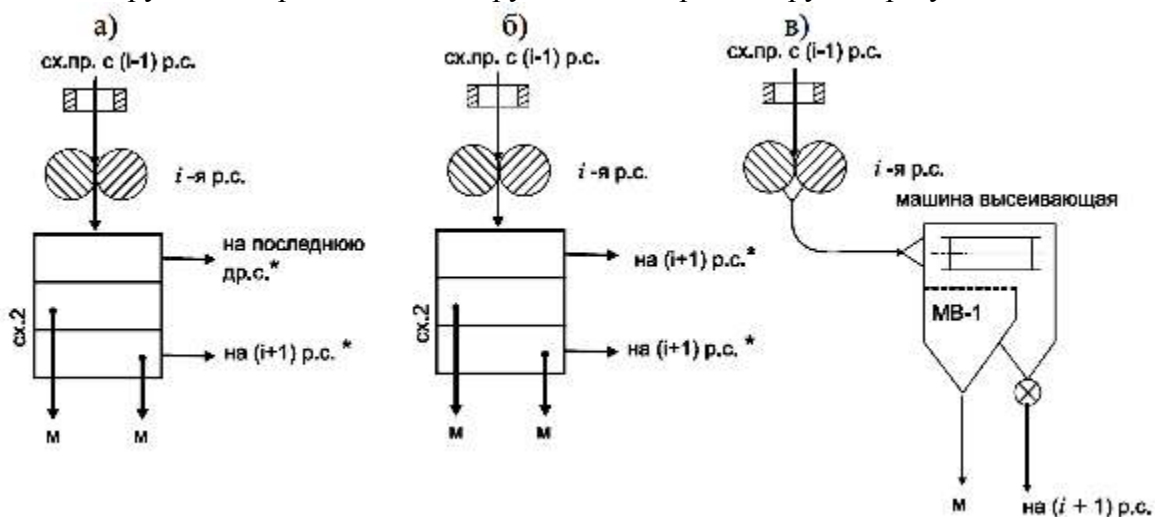 а)
сх.пр. с (i-1) р.с.
i -я р.с.
на последнюю
др.с.*
сх.2
на (i+1) р.с. *
м
м
б)
сх.пр. с (i-1) р.с.
i -я р.с.
на (i+1) р.с.*
сх.2
на (i+1) р.с. *
м
м
в)
сх.пр. с (i-1) р.с.
i -я р.с.
машина высеивающая
МВ-1
м
на (i + 1) р.с.